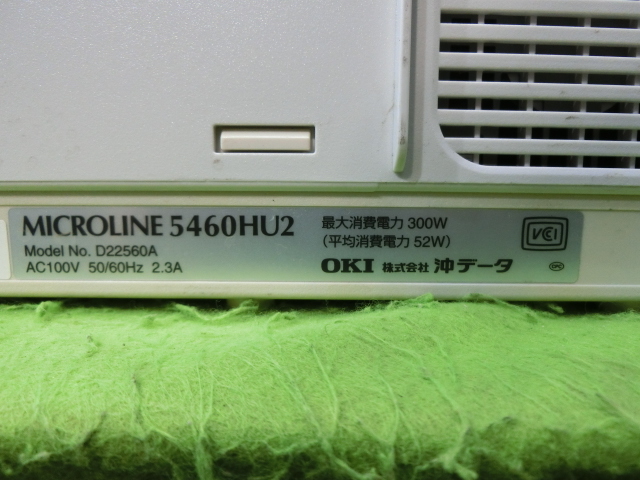 MICROLINE 5460HU2
Model No. D22560A
AC100V 50/60Hz 2.3A
最大消費電力 300W
(平均消費電力 52W)
OKI 株式会社 沖データ
VCCI